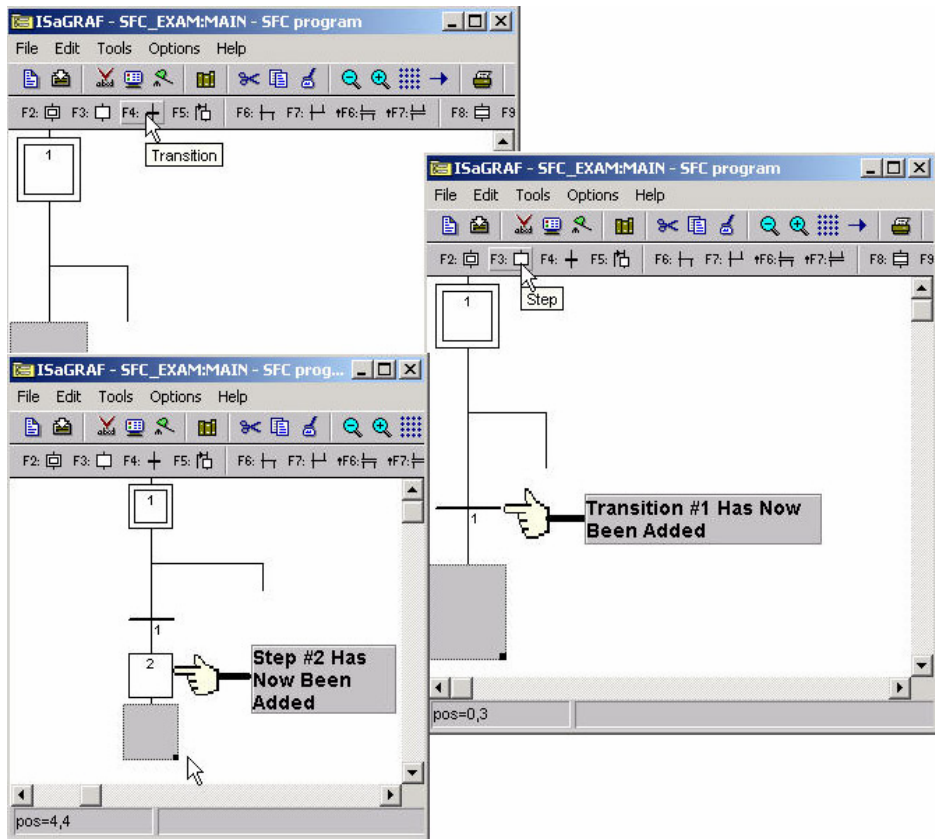 ISaGRAF - SFC_EXAM:MAIN - SFC program
File Edit Tools Options Help
F2: F3: F4: F5: F6: F7: ↑F6: ↑F7: F8: F9
Transition
1
ISaGRAF - SFC_EXAM:MAIN - SFC program
File Edit Tools Options Help
F2: F3: F4: F5: F6: F7: ↑F6: ↑F7: F8: F9
Step
1
1
Transition #1 Has Now
Been Added
pos=0,3
ISaGRAF - SFC_EXAM:MAIN - SFC prog...
File Edit Tools Options Help
F2: F3: F4: F5: F6: F7: ↑F6: ↑F7:
1
1
2
Step #2 Has
Now Been
Added
pos=4,4